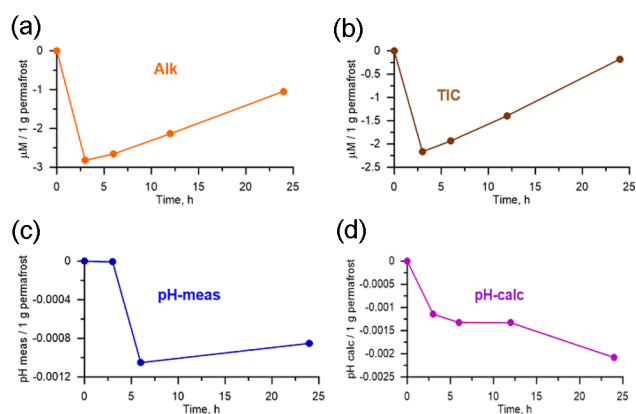 (a)
Alk
μM / 1 g permafrost
0
-1
-2
-3
0 5 10 15 20 25
Time, h
(b)
TIC
μM / 1 g permafrost
0
-0.5
-1
-1.5
-2
-2.5
0 5 10 15 20 25
Time, h
(c)
pH-meas
pH meas / 1 g permafrost
0
-0.0004
-0.0008
-0.0012
0 5 10 15 20 25
Time, h
(d)
pH-calc
pH calc / 1 g permafrost
0
-0.0005
-0.001
-0.0015
-0.002
-0.0025
0 5 10 15 20 25
Time, h